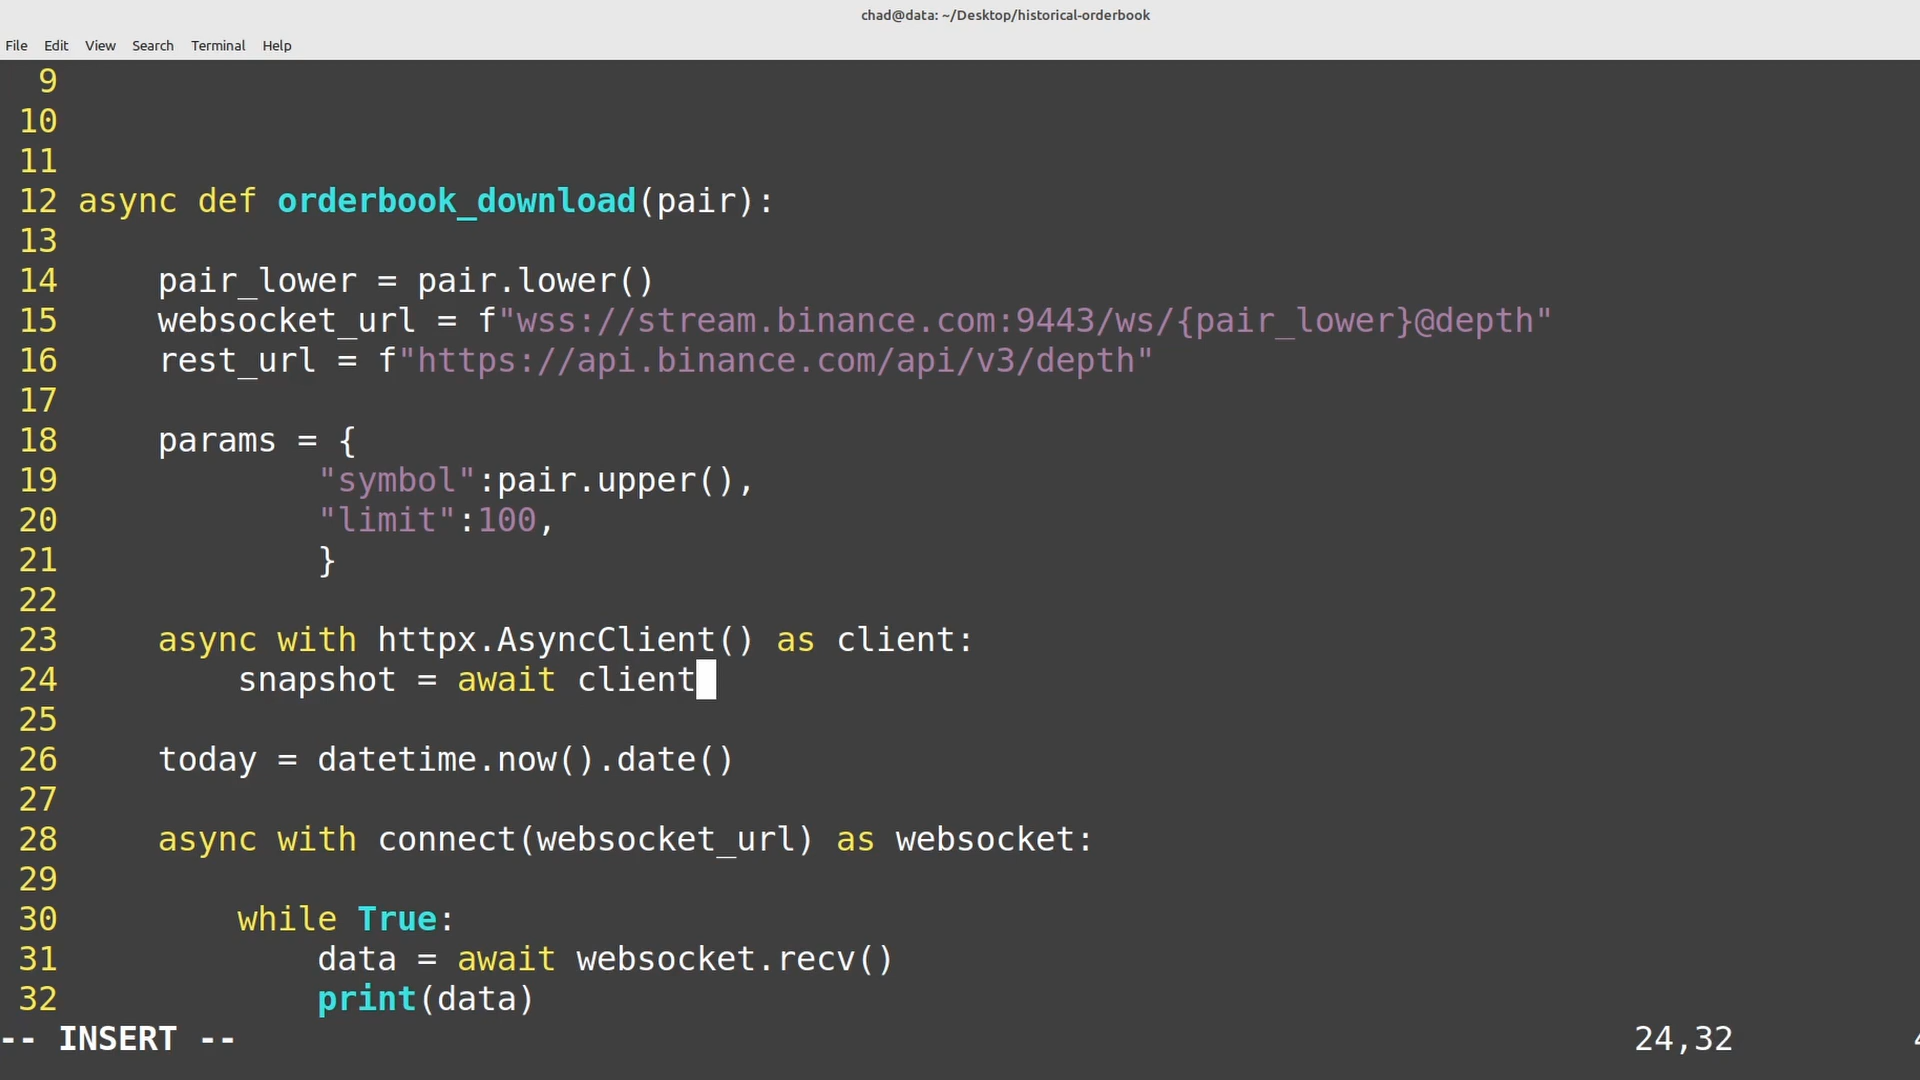 chad@data: ~/Desktop/historical-orderbook
File Edit View Search Terminal Help
9
10
11
12 async def orderbook_download(pair):
13
14     pair_lower = pair.lower()
15     websocket_url = f"wss://stream.binance.com:9443/ws/{pair_lower}@depth"
16     rest_url = f"https://api.binance.com/api/v3/depth"
17
18     params = {
19             "symbol":pair.upper(),
20             "limit":100,
21             }
22
23     async with httpx.AsyncClient() as client:
24         snapshot = await client
25
26     today = datetime.now().date()
27
28     async with connect(websocket_url) as websocket:
29
30         while True:
31             data = await websocket.recv()
32             print(data)
-- INSERT -- 24,32